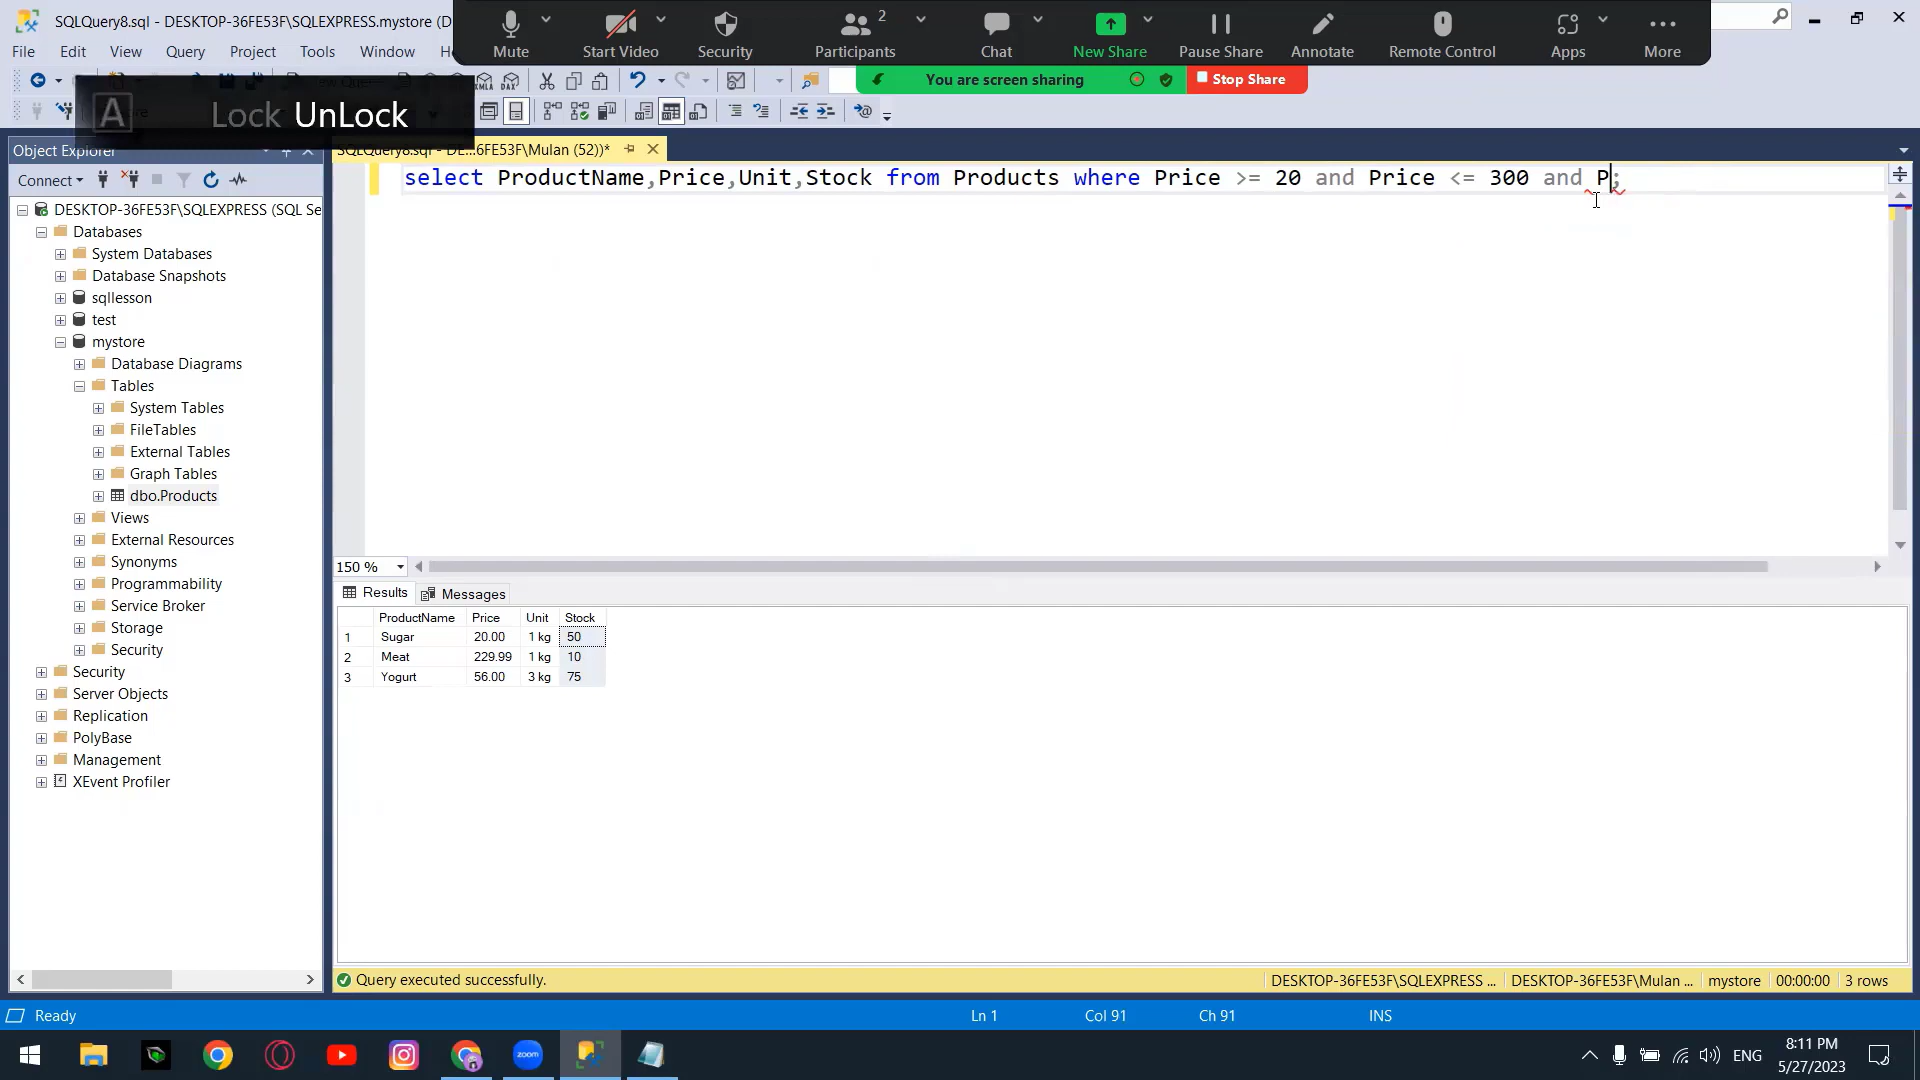 SQLQuery8.sql - DESKTOP-36FE53F\SQLEXPRESS.mystore (D
File Edit View Query Project Tools Window
Mute
Start Video
Security
Participants
2
Chat
New Share
Pause Share
Annotate
Remote Control
Apps
More
You are screen sharing
Stop Share
A
Lock UnLock
Object Explorer
SQLQuery8.sql - DE...6FE53F\Mulan (52))*
Connect
DESKTOP-36FE53F\SQLEXPRESS (SQL Se
Databases
System Databases
Database Snapshots
sqllesson
test
mystore
Database Diagrams
Tables
System Tables
FileTables
External Tables
Graph Tables
dbo.Products
Views
External Resources
Synonyms
Programmability
Service Broker
Storage
Security
Security
Server Objects
Replication
PolyBase
Management
XEvent Profiler
select ProductName,Price,Unit,Stock from Products where Price >= 20 and Price <= 300 and P;
150 %
Results Messages
ProductName Price Unit Stock
1 Sugar 20.00 1 kg 50
2 Meat 229.99 1 kg 10
3 Yogurt 56.00 3 kg 75
Query executed successfully.
DESKTOP-36FE53F\SQLEXPRESS ... DESKTOP-36FE53F\Mulan ... mystore 00:00:00 3 rows
Ready
Ln 1 Col 91 Ch 91 INS
zoom
ENG
8:11 PM
5/27/2023